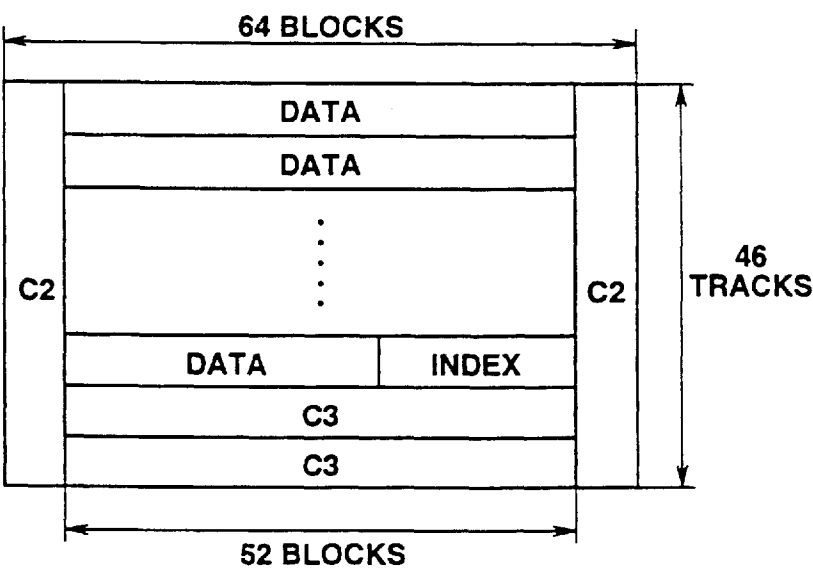 64 BLOCKS
DATA
DATA
C2
C2
46
TRACKS
DATA
INDEX
C3
C3
52 BLOCKS